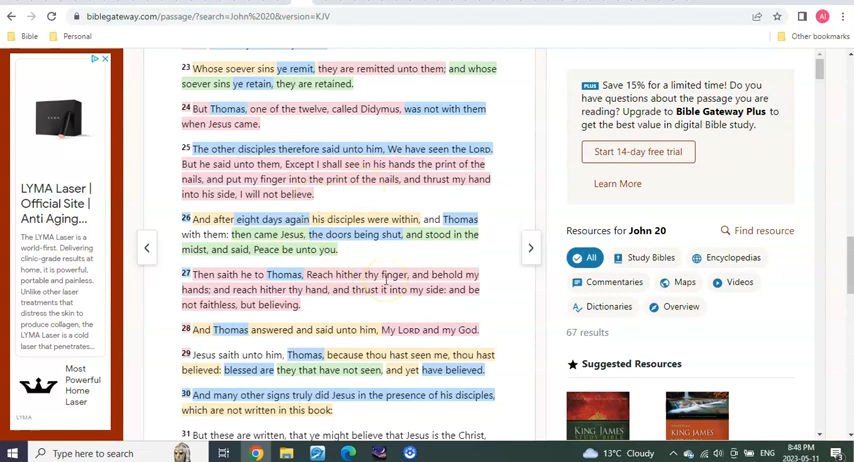 biblegateway.com/passage/?search=John%2020&version=KJV
AI
Bible
Personal
Other bookmarks
23 Whose soever sins ye remit, they are remitted unto them; and whose
soever sins ye retain, they are retained.
24 But Thomas, one of the twelve, called Didymus, was not with them
when Jesus came.
25 The other disciples therefore said unto him, We have seen the LORD.
But he said unto them, Except I shall see in his hands the print of the
nails, and put my finger into the print of the nails, and thrust my hand
into his side, I will not believe.
26 And after eight days again his disciples were within, and Thomas
with them: then came Jesus, the doors being shut, and stood in the
midst, and said, Peace be unto you.
27 Then saith he to Thomas, Reach hither thy finger, and behold my
hands; and reach hither thy hand, and thrust it into my side: and be
not faithless, but believing.
28 And Thomas answered and said unto him, My LORD and my God.
29 Jesus saith unto him, Thomas, because thou hast seen me, thou hast
believed: blessed are they that have not seen, and yet have believed.
30 And many other signs truly did Jesus in the presence of his disciples,
which are not written in this book:
31 But these are written, that ye might believe that Jesus is the Christ,
LYMA Laser |
Official Site |
Anti Aging...
The LYMA Laser is a
world-first. Delivering
clinic-grade results at
home, it is powerful,
painless and portable.
Unlike other laser
treatments that
distress the skin to
produce collagen, the
LYMA Laser is a cold
laser that penetrates...
Most
Powerful
Home
Laser
LYMA
PLUS Save 15% for a limited time! Do you
have questions about the passage you are
reading? Upgrade to Bible Gateway Plus to
get the best value in digital Bible study.
Start 14-day free trial
Learn More
Resources for John 20
Find resource
All
Study Bibles
Encyclopedias
Commentaries
Maps
Videos
Dictionaries
Overview
67 results
Suggested Resources
KING JAMES
KING JAMES
Type here to search
13°C Cloudy
ENG
8:48 PM
2023-05-11
3